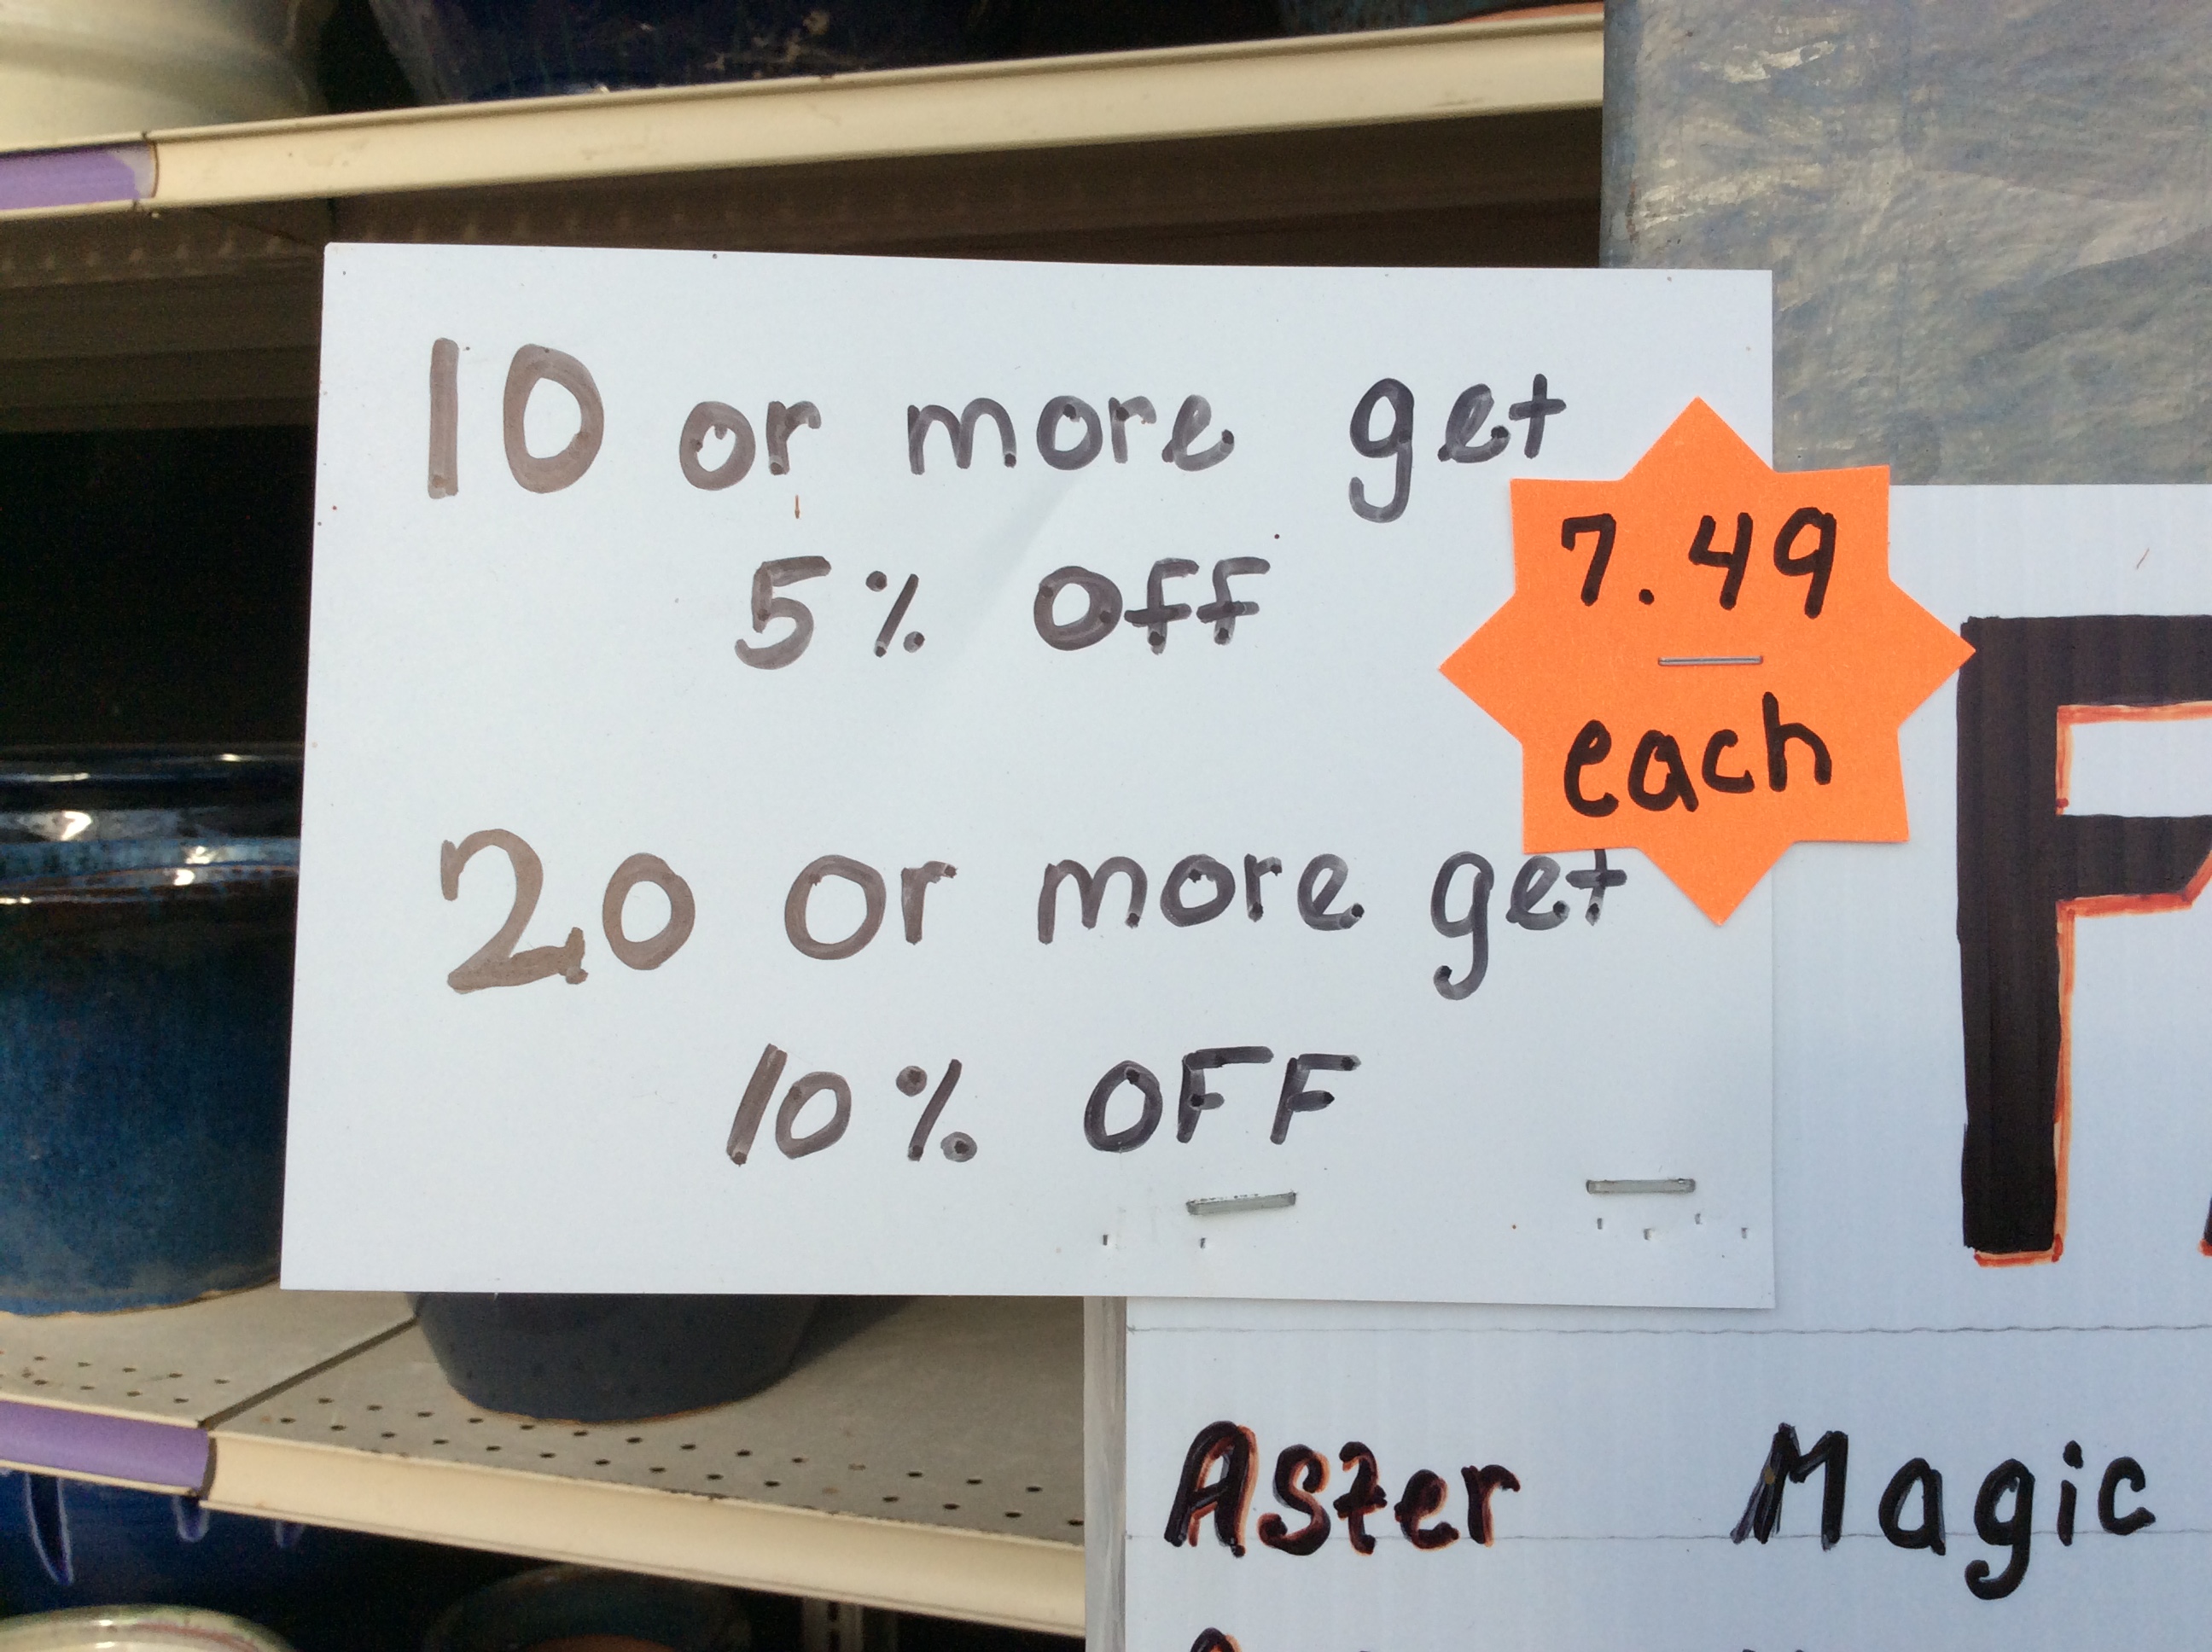 10 or more get
5% Off
7.49
each
20 or more get
10% OFF
Aster Magic